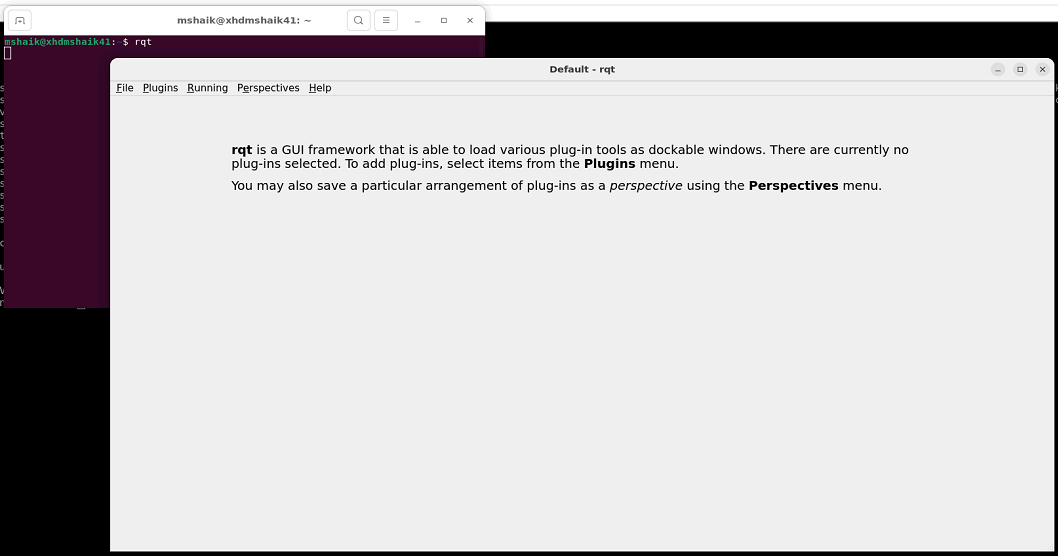 mshaik@xhdmshaik41: ~
mshaik@xhdmshaik41:~$ rqt
Default - rqt
File Plugins Running Perspectives Help
rqt is a GUI framework that is able to load various plug-in tools as dockable windows. There are currently no
plug-ins selected. To add plug-ins, select items from the Plugins menu.
You may also save a particular arrangement of plug-ins as a perspective using the Perspectives menu.